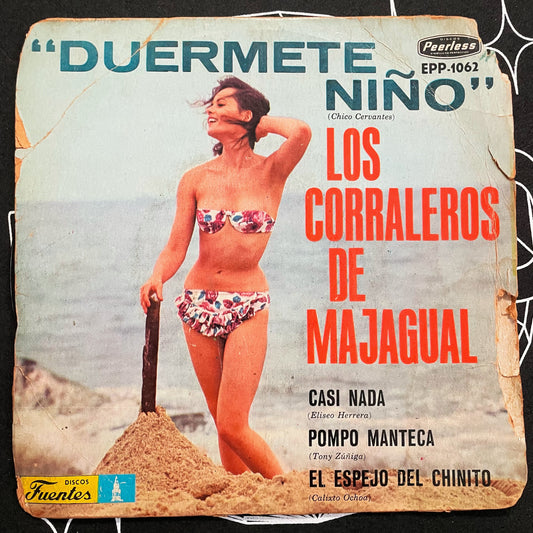 DISCOS
Peerless
EPP-1062
"DUERMETE
NIÑO"
(Chico Cervantes)
LOS
CORRALEROS
DE
MAJAGUAL
CASI NADA
(Eliseo Herrera)
POMPO MANTECA
(Tony Zúñiga)
EL ESPEJO DEL CHINITO
(Calixto Ochoa)
DISCOS
Fuentes